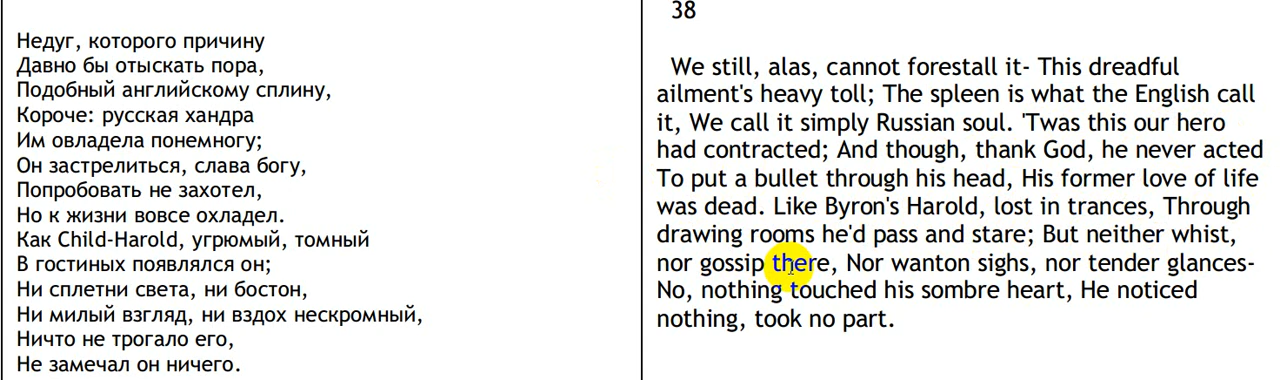 Недуг, которого причину
Давно бы отыскать пора,
Подобный английскому сплину,
Короче: русская хандра
Им овладела понемногу;
Он застрелиться, слава богу,
Попробовать не захотел,
Но к жизни вовсе охладел.
Как Child-Harold, угрюмый, томный
В гостиных появлялся он;
Ни сплетни света, ни бостон,
Ни милый взгляд, ни вздох нескромный,
Ничто не трогало его,
Не замечал он ничего.
38
We still, alas, cannot forestall it- This dreadful
ailment's heavy toll; The spleen is what the English call
it, We call it simply Russian soul. 'Twas this our hero
had contracted; And though, thank God, he never acted
To put a bullet through his head, His former love of life
was dead. Like Byron's Harold, lost in trances, Through
drawing rooms he'd pass and stare; But neither whist,
nor gossip there, Nor wanton sighs, nor tender glances-
No, nothing touched his sombre heart, He noticed
nothing, took no part.